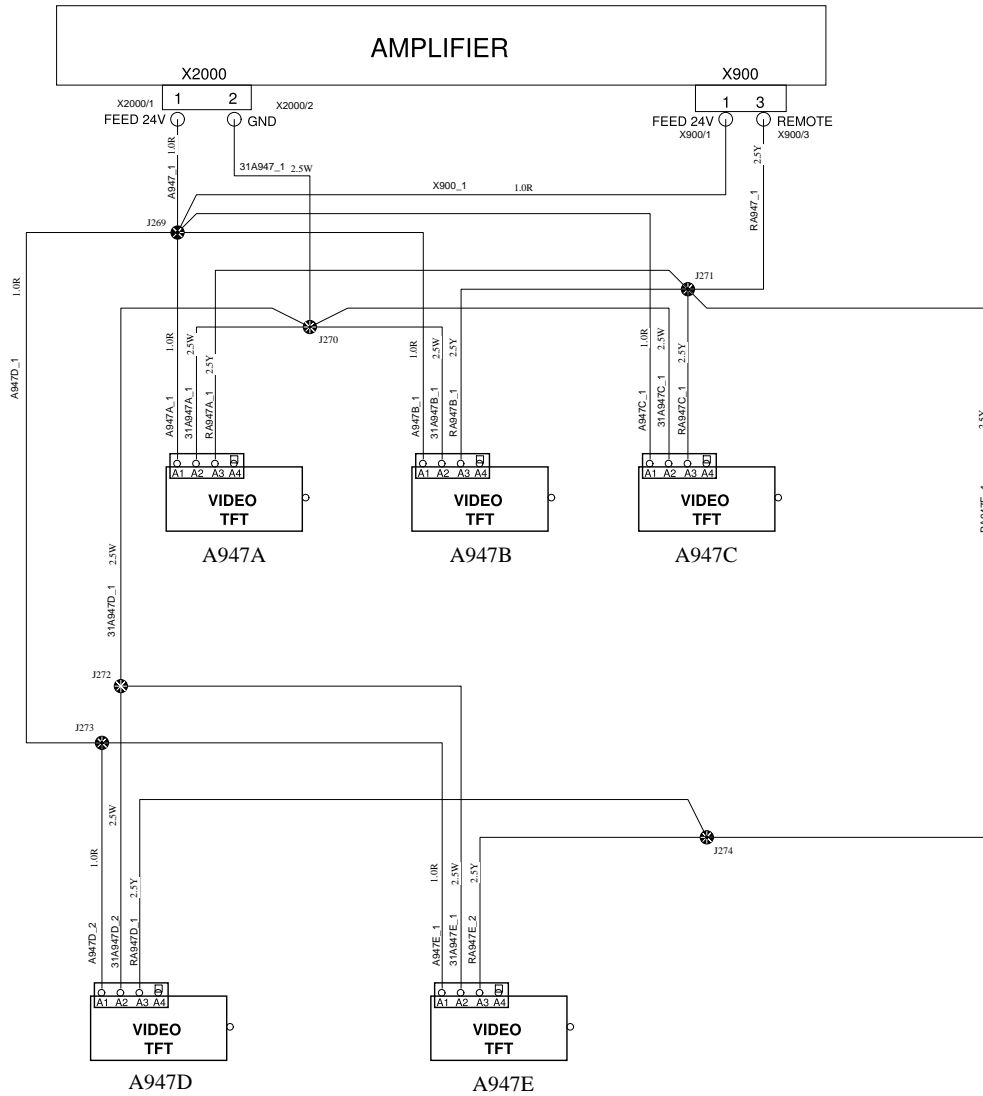 AMPLIFIER
X2000
X900
1
2
1
3
X2000/1
X2000/2
FEED 24V
GND
FEED 24V
REMOTE
X900/1
X900/3
1.0R
A947_1
31A947_1
2.5W
X900_1
1.0R
2.5Y
RA947_1
J269
J271
J270
1.0R
A947D_1
1.0R
2.5W
2.5Y
A947A_1
31A947A_1
RA947A_1
1.0R
2.5W
2.5Y
A947B_1
31A947B_1
RA947B_1
1.0R
2.5W
2.5Y
A947C_1
31A947C_1
RA947C_1
2.5Y
A1 A2 A3 A4
A1 A2 A3 A4
A1 A2 A3 A4
VIDEO
TFT
VIDEO
TFT
VIDEO
TFT
A947A
A947B
A947C
2.5W
31A947D_1
J272
J273
J274
1.0R
2.5W
2.5Y
A947D_2
31A947D_2
RA947D_1
1.0R
2.5W
2.5Y
A947E_1
31A947E_1
RA947E_2
A1 A2 A3 A4
A1 A2 A3 A4
VIDEO
TFT
VIDEO
TFT
A947D
A947E